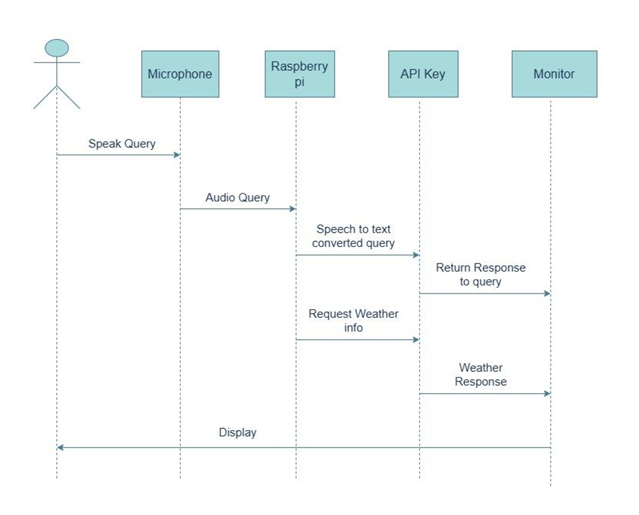 Microphone
Raspberry
pi
API Key
Monitor
Speak Query
Audio Query
Speech to text
converted query
Return Response
to query
Request Weather
info
Weather
Response
Display